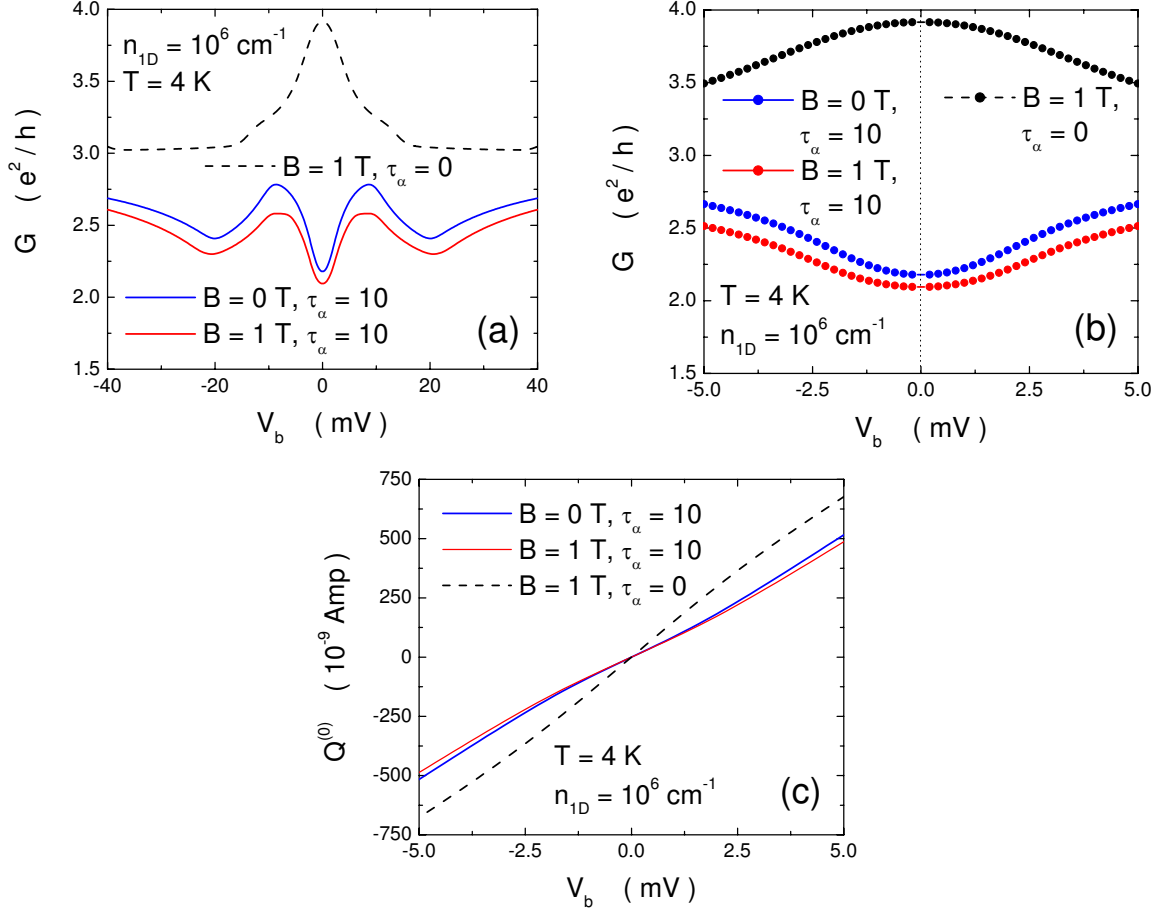 4.0
3.5
3.0
2.5
2.0
1.5
G ( e² / h )
n₁D = 10⁶ cm⁻¹
T = 4 K
B = 1 T, τα = 0
B = 0 T, τα = 10
B = 1 T, τα = 10
(a)
-40 -20 0 20 40
V_b ( mV )
4.0
3.5
3.0
2.5
2.0
1.5
G ( e² / h )
B = 0 T,
τα = 10
B = 1 T,
τα = 10
B = 1 T,
τα = 0
T = 4 K
n₁D = 10⁶ cm⁻¹
(b)
-5.0 -2.5 0.0 2.5 5.0
V_b ( mV )
750
500
250
0
-250
-500
-750
Q⁽⁰⁾ ( 10⁻⁹ Amp )
B = 0 T, τα = 10
B = 1 T, τα = 10
B = 1 T, τα = 0
T = 4 K
n₁D = 10⁶ cm⁻¹
(c)
-5.0 -2.5 0.0 2.5 5.0
V_b ( mV )